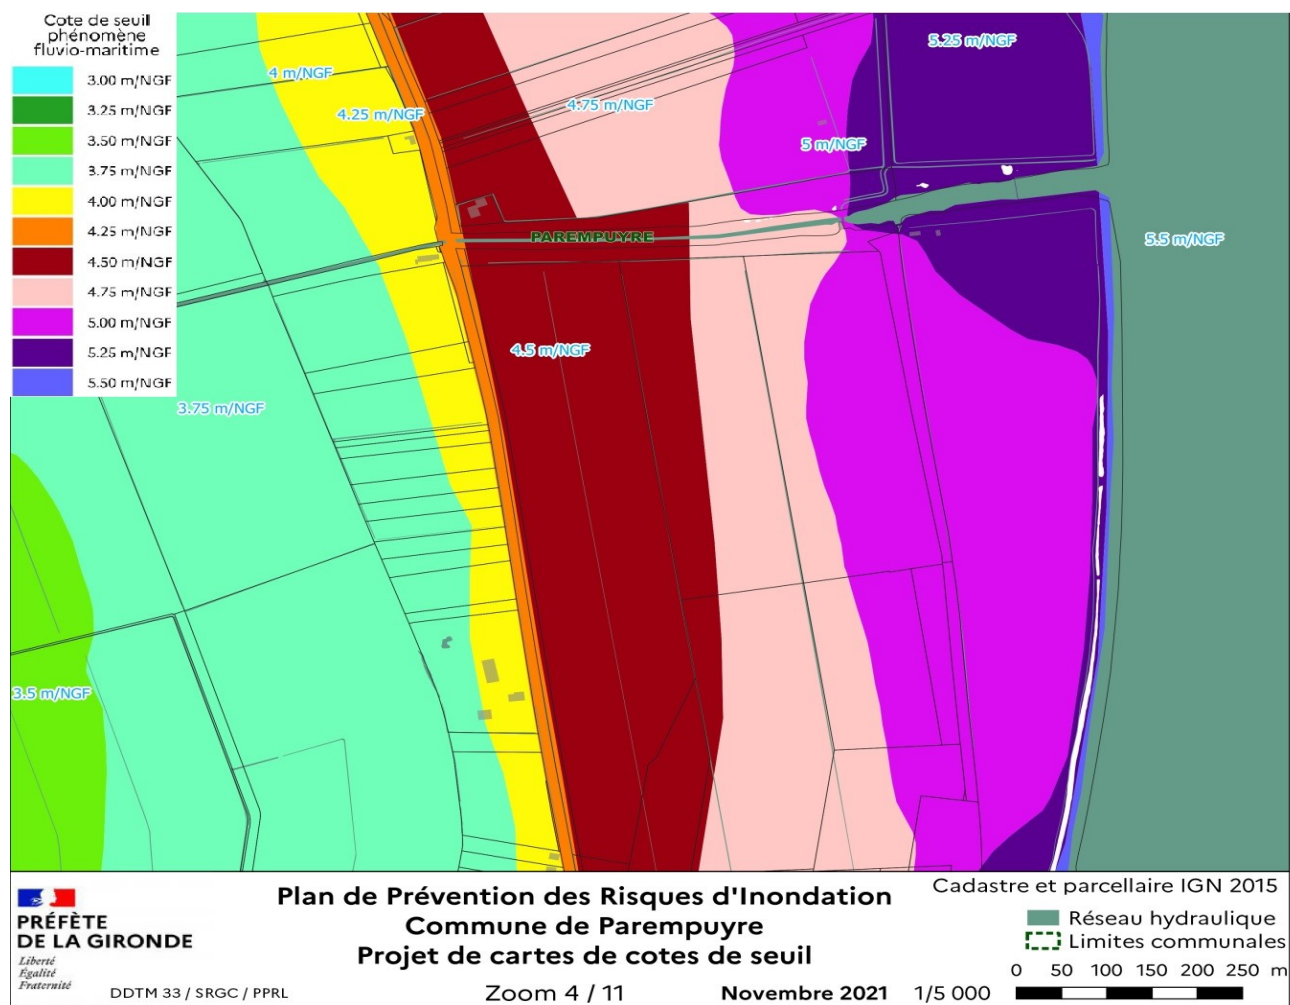 Cote de seuil
phénomène
fluvio-maritime
3.00 m/NGF
3.25 m/NGF
3.50 m/NGF
3.75 m/NGF
4.00 m/NGF
4.25 m/NGF
4.50 m/NGF
4.75 m/NGF
5.00 m/NGF
5.25 m/NGF
5.50 m/NGF
5.25 m/NGF
4 m/NGF
4.25 m/NGF
4.75 m/NGF
5 m/NGF
PAREMPUYRE
5.5 m/NGF
4.5 m/NGF
3.75 m/NGF
3.5 m/NGF
PRÉFÈTE
DE LA GIRONDE
Liberté
Égalité
Fraternité
DDTM 33 / SRGC / PPRL
Plan de Prévention des Risques d'Inondation
Commune de Parempuyre
Projet de cartes de cotes de seuil
Zoom 4 / 11
Novembre 2021
1/5 000
Cadastre et parcellaire IGN 2015
Réseau hydraulique
Limites communales
0 50 100 150 200 250 m